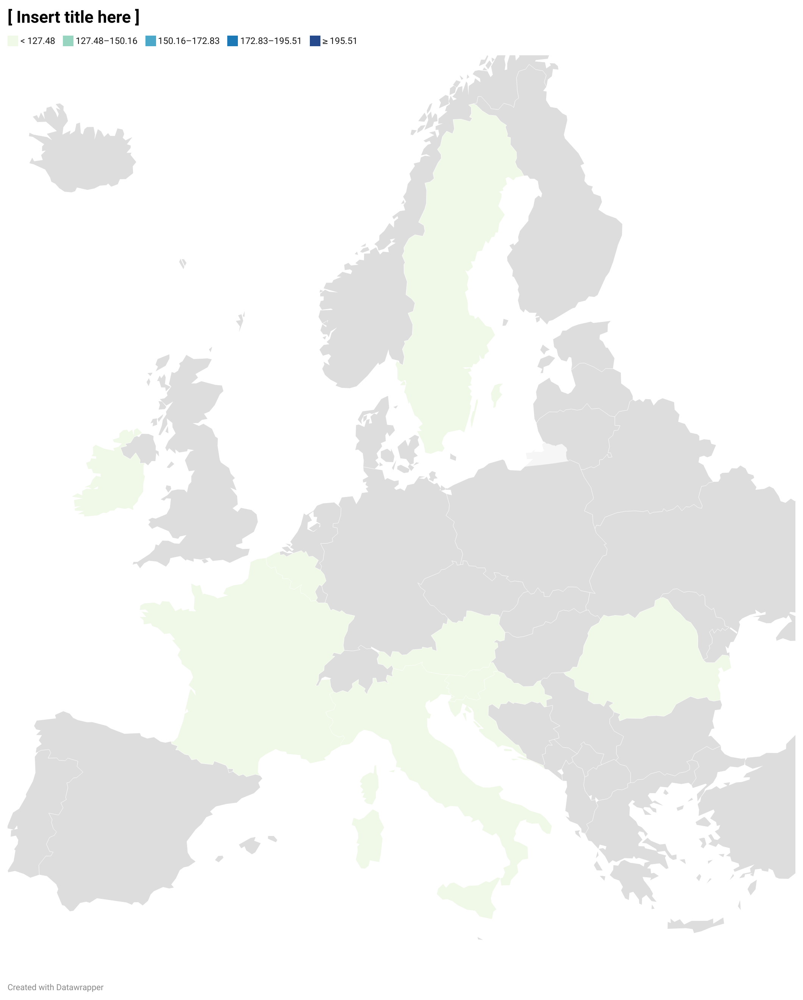 [ Insert title here ]
< 127.48 127.48–150.16 150.16–172.83 172.83–195.51 ≥ 195.51
Created with Datawrapper